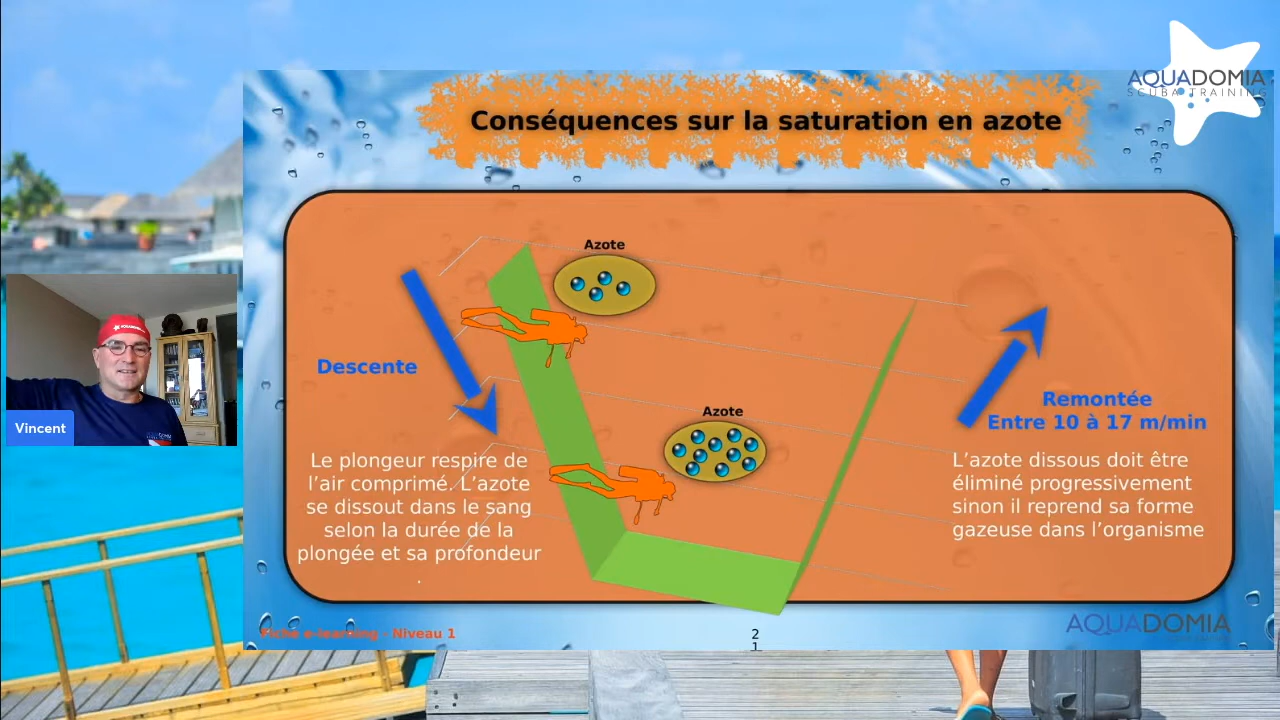 AQUADOMIA
SCUBA TRAINING
Conséquences sur la saturation en azote
Azote
Descente
Azote
Remontée
Entre 10 à 17 m/min
Le plongeur respire de
l’air comprimé. L’azote
se dissout dans le sang
selon la durée de la
plongée et sa profondeur
.
L’azote dissous doit être
éliminé progressivement
sinon il reprend sa forme
gazeuse dans l’organisme
Vincent
Fiche e-learning - Niveau 1
2
1
AQUADOMIA